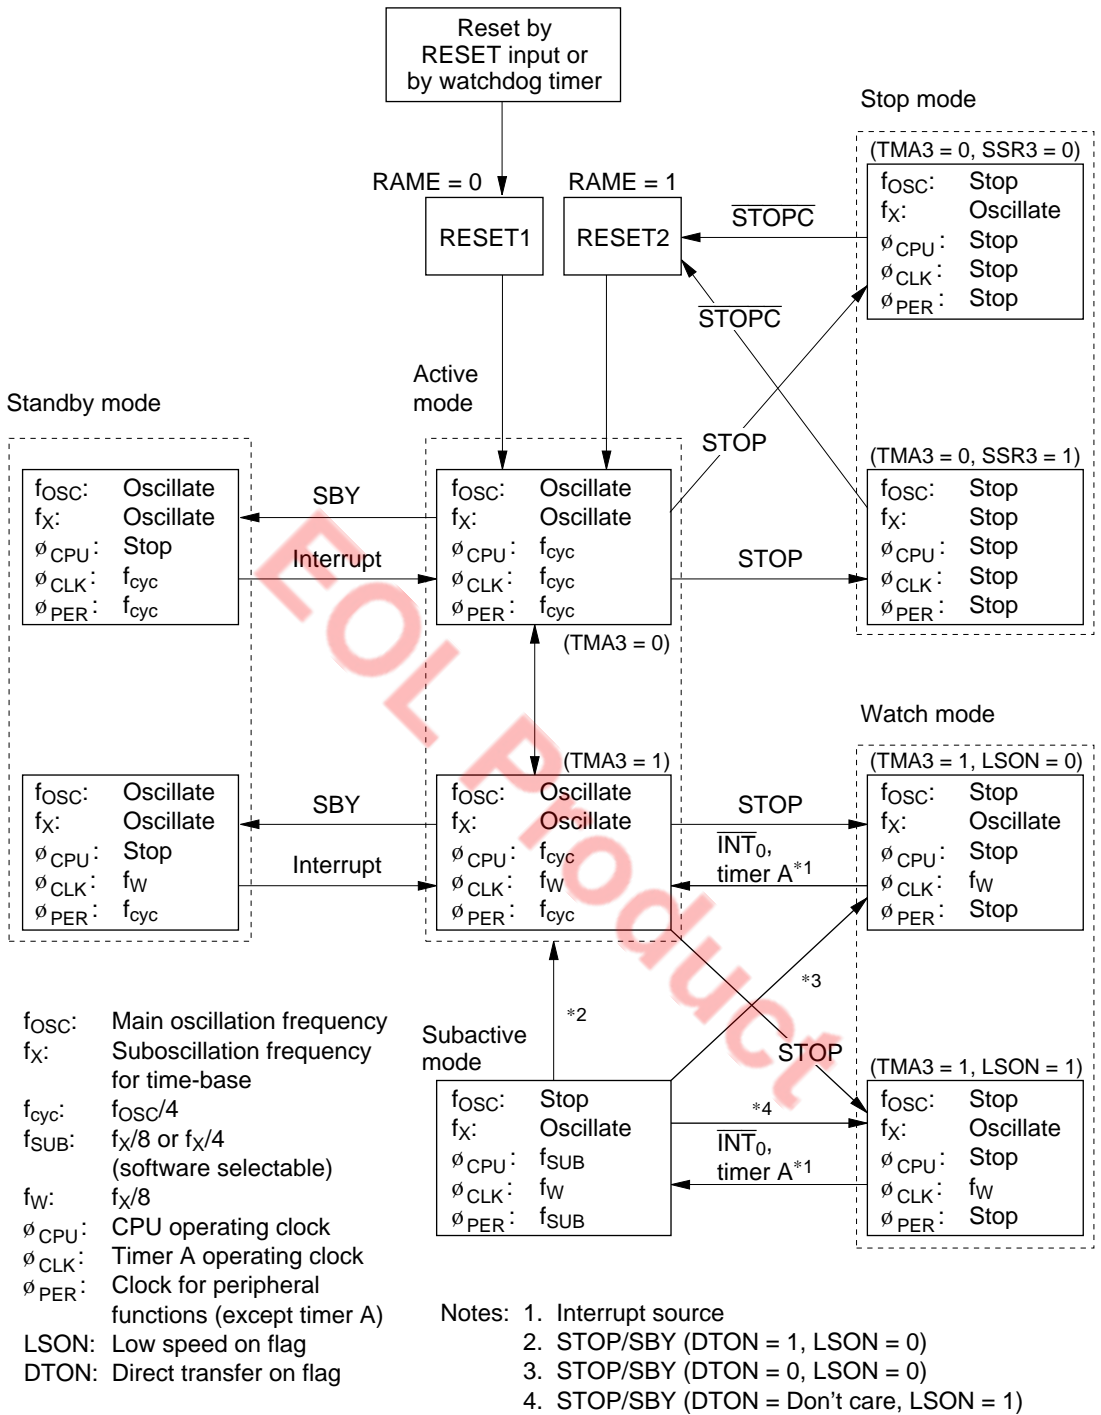 Reset by
RESET input or
by watchdog timer
Stop mode
RAME = 0
RAME = 1
(TMA3 = 0, SSR3 = 0)
RESET1
RESET2
STOPC
fOSC: Stop
fX: Oscillate
øCPU: Stop
øCLK: Stop
øPER: Stop
STOPC
Active
mode
Standby mode
STOP
(TMA3 = 0, SSR3 = 1)
fOSC: Oscillate
fX: Oscillate
øCPU: Stop
øCLK: fcyc
øPER: fcyc
SBY
Interrupt
fOSC: Oscillate
fX: Oscillate
øCPU: fcyc
øCLK: fcyc
øPER: fcyc
(TMA3 = 0)
STOP
fOSC: Stop
fX: Stop
øCPU: Stop
øCLK: Stop
øPER: Stop
Watch mode
(TMA3 = 1)
(TMA3 = 1, LSON = 0)
fOSC: Oscillate
fX: Oscillate
øCPU: Stop
øCLK: fW
øPER: fcyc
SBY
Interrupt
fOSC: Oscillate
fX: Oscillate
øCPU: fcyc
øCLK: fW
øPER: fcyc
STOP
INT0,
timer A*1
fOSC: Stop
fX: Oscillate
øCPU: Stop
øCLK: fW
øPER: Stop
*3
*2
Subactive
mode
STOP
(TMA3 = 1, LSON = 1)
fOSC: Stop
fX: Oscillate
øCPU: fSUB
øCLK: fW
øPER: fSUB
*4
INT0,
timer A*1
fOSC: Stop
fX: Oscillate
øCPU: Stop
øCLK: fW
øPER: Stop
fOSC: Main oscillation frequency
fX: Suboscillation frequency
for time-base
fcyc: fOSC/4
fSUB: fX/8 or fX/4
(software selectable)
fW: fX/8
øCPU: CPU operating clock
øCLK: Timer A operating clock
øPER: Clock for peripheral
functions (except timer A)
LSON: Low speed on flag
DTON: Direct transfer on flag
Notes: 1. Interrupt source
2. STOP/SBY (DTON = 1, LSON = 0)
3. STOP/SBY (DTON = 0, LSON = 0)
4. STOP/SBY (DTON = Don't care, LSON = 1)
EOL Product